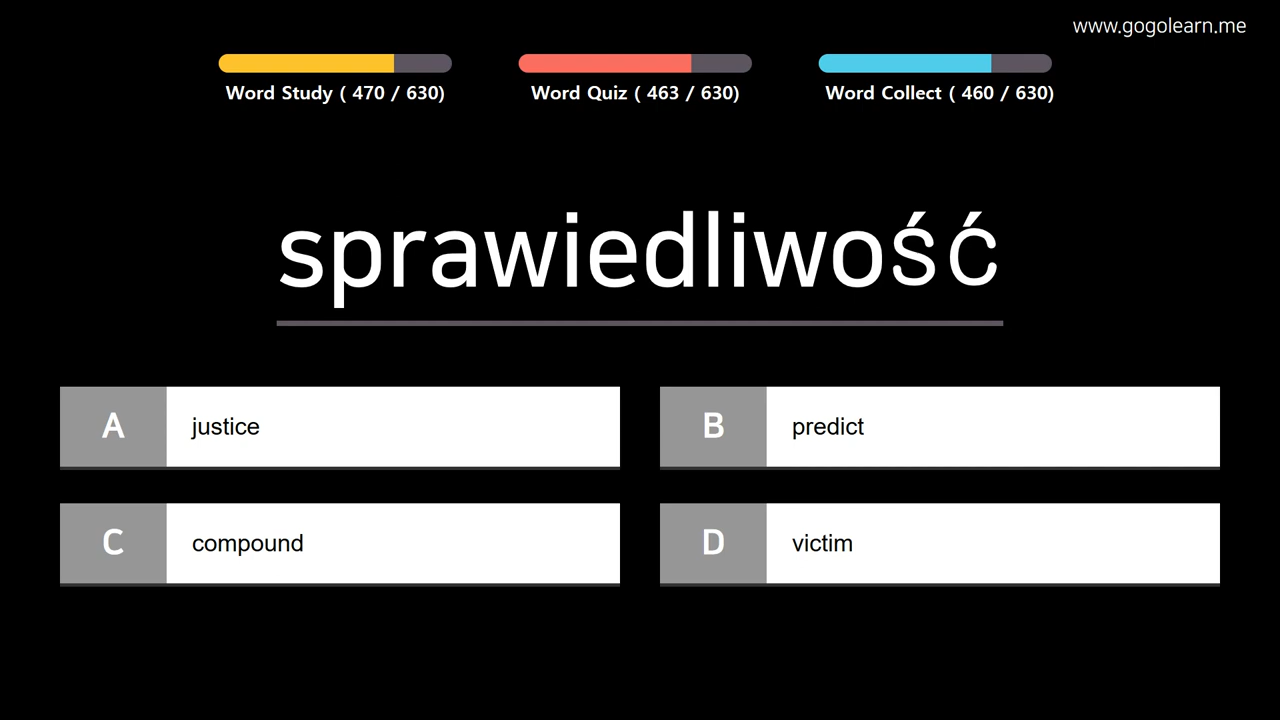 www.gogolearn.me
Word Study ( 470 / 630)
Word Quiz ( 463 / 630)
Word Collect ( 460 / 630)
sprawiedliwość
A justice
B predict
C compound
D victim